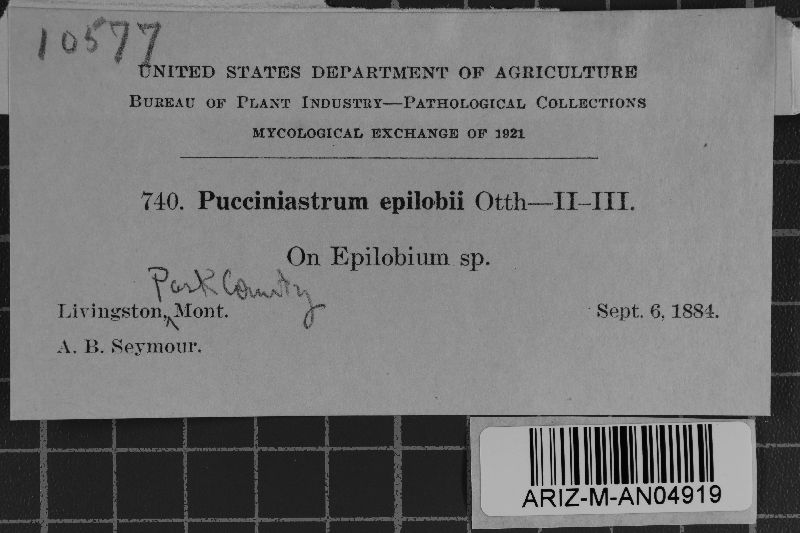 10577
UNITED STATES DEPARTMENT OF AGRICULTURE
BUREAU OF PLANT INDUSTRY—PATHOLOGICAL COLLECTIONS
MYCOLOGICAL EXCHANGE OF 1921
740. Pucciniastrum epilobii Otth—II-III.
On Epilobium sp.
Park County
Livingston, Mont. Sept. 6, 1884.
A. B. Seymour.
ARIZ-M-AN04919